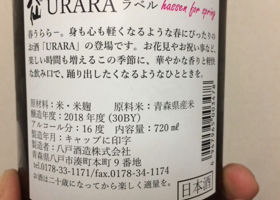 URARA ラベル hassen for spring
春うらら〜。身も心も軽くなるような春にぴったりの
お酒「URARA」の登場です。お花見やお祝い事など、
楽しい時間も増えるこの季節に、華やかな香りと軽快
な飲み口で、踊り出したくなるようなひとときを。
原材料:米・米麹 原料米:青森県産米
醸造年度:2018年度(30BY)
アルコール分:16度 内容量:720㎖
製造年月:キャップに印字
製造者:八戸酒造株式会社
青森県八戸市湊町本町9番地
tel.0178-33-1171/fax.0178-34-1174
お酒は二十歳になってから楽しく適量を。
日本酒